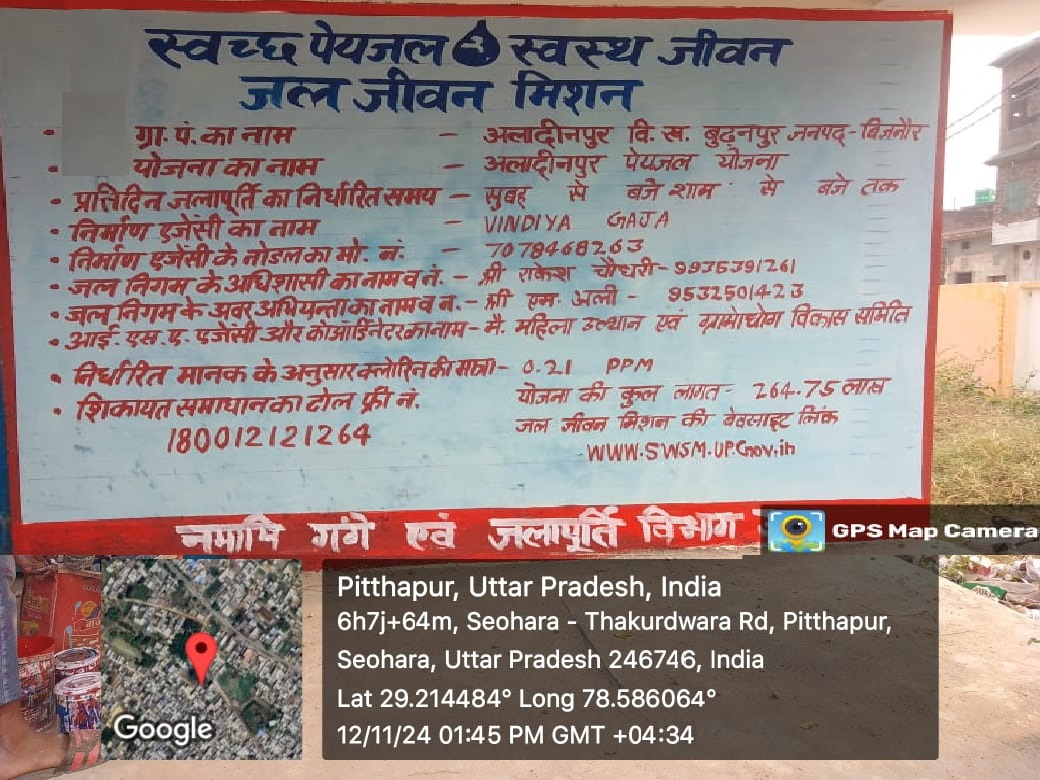 स्वच्छ पेयजल स्वस्थ जीवन
जल जीवन मिशन
• ग्रा. पं. का नाम - अलादीनपुर वि. ख. बुढ़नपुर जनपद - बिजनौर
• योजना का नाम - अलादीनपुर पेयजल योजना
• प्रतिदिन जलापूर्ति का निर्धारित समय - सुबह से बजे शाम से बजे तक
• निर्माण एजेंसी का नाम - VINDIYA GAJA
• निर्माण एजेंसी के नोडल का मो. नं. - 7078468263
• जल निगम के अधिशासी का नाम व नं. - श्री राकेश चौधरी - 9935391261
• जल निगम के अवर अभियन्ता का नाम व नं. - श्री एम. अली - 9532501423
• आई. एस. ए. एजेंसी और कोऑर्डिनेटर का नाम - मै. महिला उत्थान एवं ग्रामोद्योग विकास समिति
• निर्धारित मानक के अनुसार क्लोरिन की मात्रा - 0.21 PPM
• शिकायत समाधान का टोल फ्री नं.
180012121264
योजना की कुल लागत - 264.75 लाख
जल जीवन मिशन की वेबसाइट लिंक
- WWW.SWSM.UP.Gov.in
नमामि गंगे एवं जलापूर्ति विभाग
GPS Map Camera
Pitthapur, Uttar Pradesh, India
6h7j+64m, Seohara - Thakurdwara Rd, Pitthapur,
Seohara, Uttar Pradesh 246746, India
Lat 29.214484° Long 78.586064°
12/11/24 01:45 PM GMT +04:34
Google